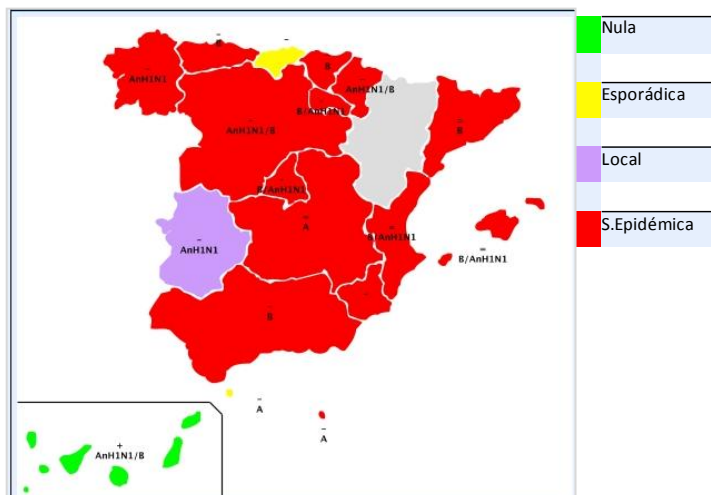 Nula
Esporádica
Local
S.Epidémica
–
B
–
–
AnH1N1
B
–
AnH1N1/B
B/AnH1N1
–
AnH1N1/B
=
B
B/AnH1N1
=
A
–
AnH1N1
B/AnH1N1
=
B/AnH1N1
–
–
B
–
A
–
A
+
AnH1N1/B